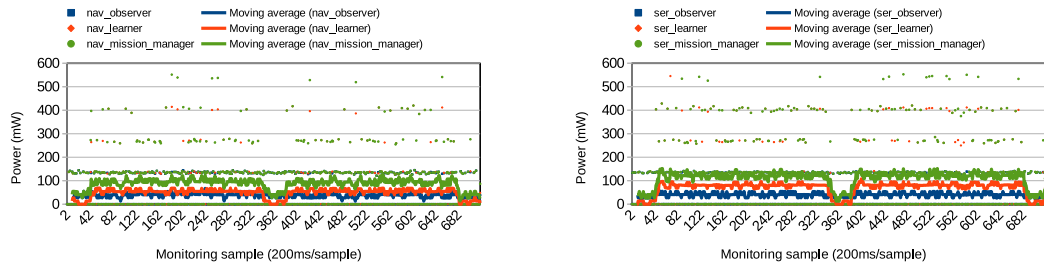 nav_observer Moving average (nav_observer)
nav_learner Moving average (nav_learner)
nav_mission_manager Moving average (nav_mission_manager)
600
500
400
300
200
100
0
Power (mW)
2 42 82 122 162 202 242 282 322 362 402 442 482 522 562 602 642 682
Monitoring sample (200ms/sample)
ser_observer Moving average (ser_observer)
ser_learner Moving average (ser_learner)
ser_mission_manager Moving average (ser_mission_manager)
600
500
400
300
200
100
0
Power (mW)
2 42 82 122 162 202 242 282 322 362 402 442 482 522 562 602 642 682
Monitoring sample (200ms/sample)